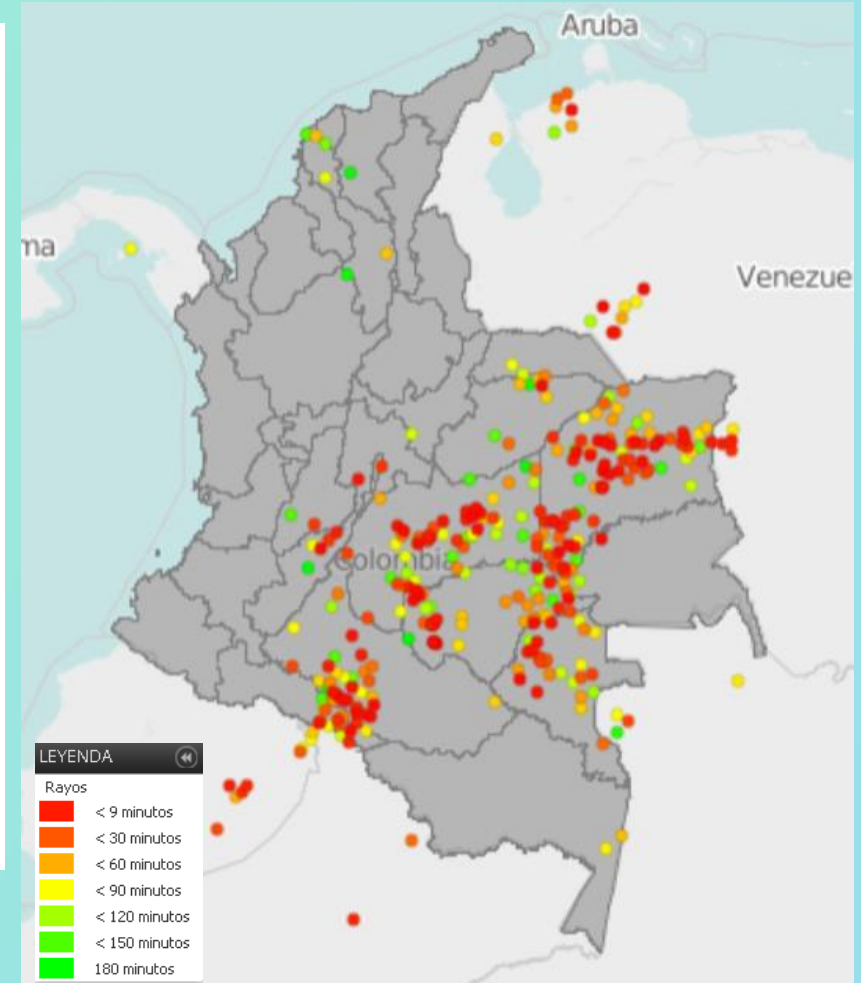 Aruba
ma
Venezue
Colombia
LEYENDA
Rayos
< 9 minutos
< 30 minutos
< 60 minutos
< 90 minutos
< 120 minutos
< 150 minutos
180 minutos